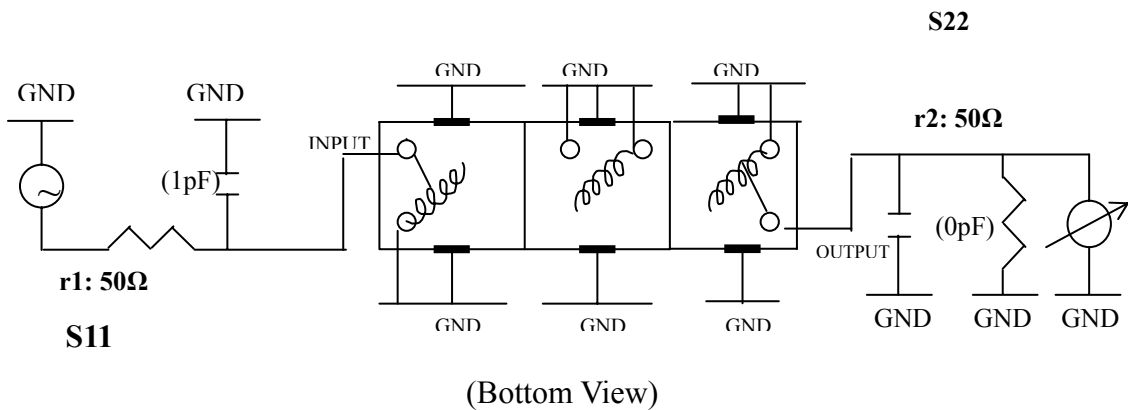 S22
GND GND GND
GND GND
r2: 50Ω
INPUT
(1pF)
(0pF)
OUTPUT
r1: 50Ω
GND GND GND
GND GND GND
S11
(Bottom View)